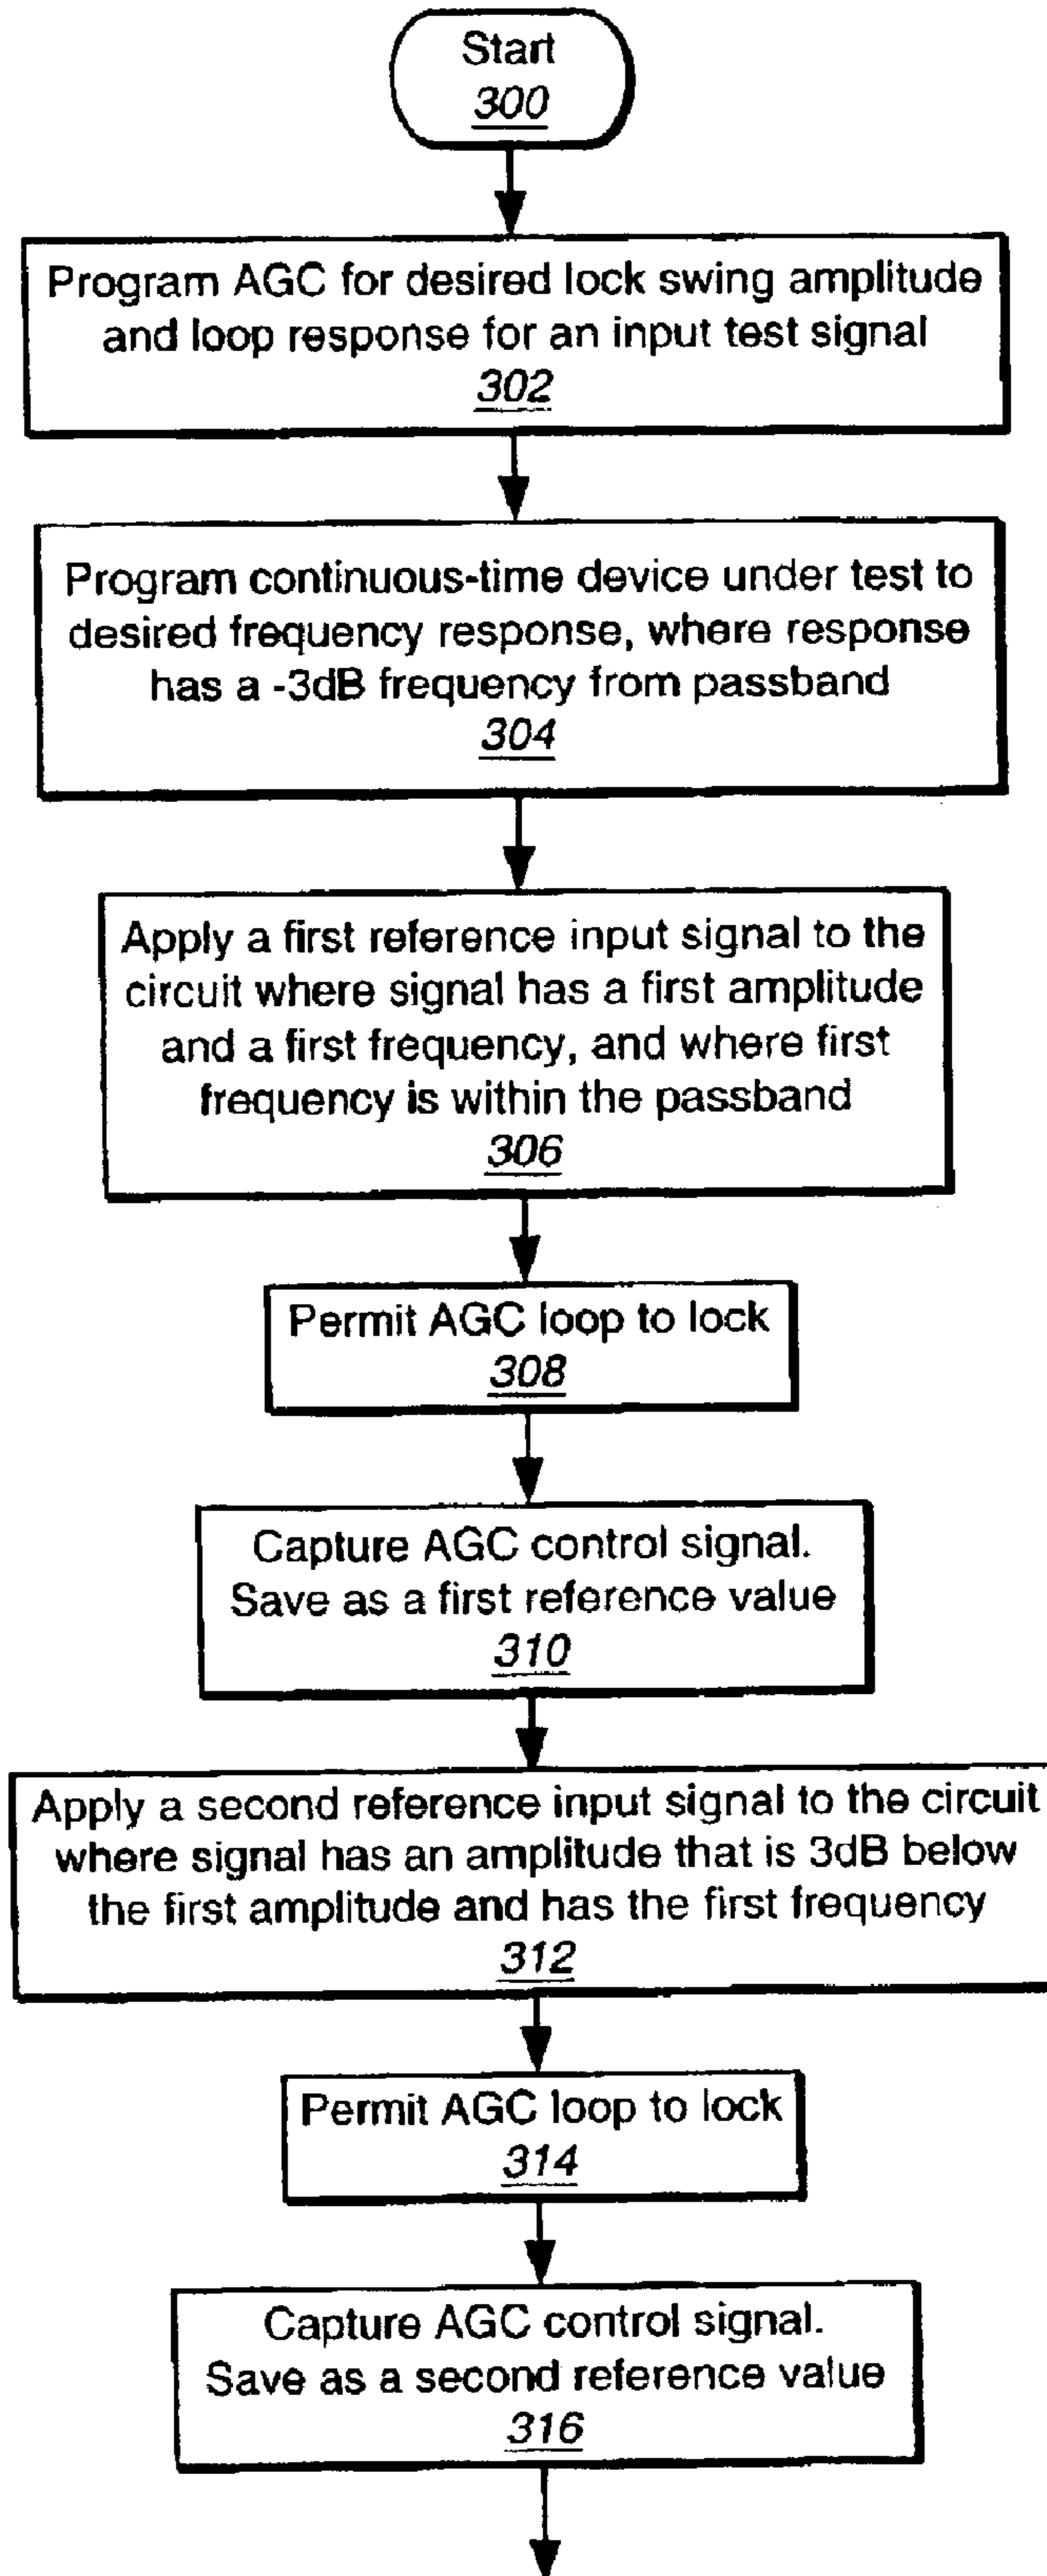 Start
300
Program AGC for desired lock swing amplitude
and loop response for an input test signal
302
Program continuous-time device under test to
desired frequency response, where response
has a -3dB frequency from passband
304
Apply a first reference input signal to the
circuit where signal has a first amplitude
and a first frequency, and where first
frequency is within the passband
306
Permit AGC loop to lock
308
Capture AGC control signal.
Save as a first reference value
310
Apply a second reference input signal to the circuit
where signal has an amplitude that is 3dB below
the first amplitude and has the first frequency
312
Permit AGC loop to lock
314
Capture AGC control signal.
Save as a second reference value
316